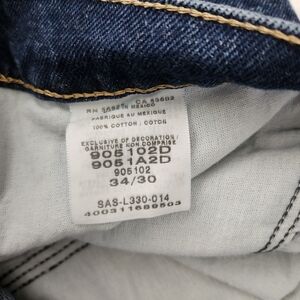 MADE IN MEXICO
FABRIQUE AU MEXIQUE
100% COTTON / COTON
EXCLUSIVE OF DECORATION/
GARNITURE NON COMPRISE
905102D
9051A2D
905102
34/30
SAS-L330-014
400311689503